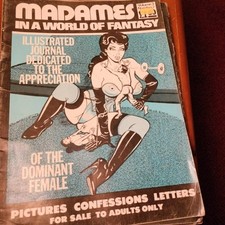 MADAMES
IN A WORLD OF FANTASY
ILLUSTRATED
JOURNAL
DEDICATED
TO THE
APPRECIATION
OF THE
DOMINANT
FEMALE
PICTURES CONFESSIONS LETTERS
FOR SALE TO ADULTS ONLY